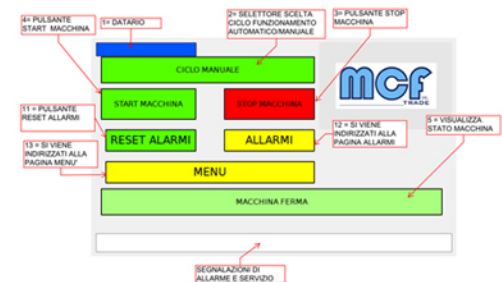 4= PULSANTE
START MACCHINA
1= DATARIO
2= SELETTORE SCELTA
CICLO FUNZIONAMENTO
AUTOMATICO/MANUALE
3= PULSANTE STOP
MACCHINA
CICLO MANUALE
MCF
TRADE
START MACCHINA
STOP MACCHINA
11 = PULSANTE
RESET ALLARMI
RESET ALARMI
ALLARMI
12 = SI VIENE
INDIRIZZATI ALLA
PAGINA ALLARMI
5 = VISUALIZZA
STATO MACCHINA
13 = SI VIENE
INDIRIZZATI ALLA
PAGINA MENU'
MENU
MACCHINA FERMA
SEGNALAZIONI DI
ALLARME E SERVIZIO